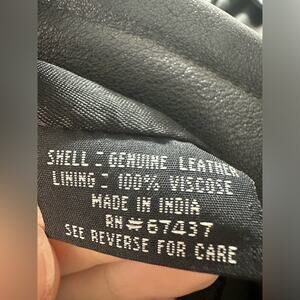 SHELL : GENUINE LEATHER
LINING : 100% VISCOSE
MADE IN INDIA
RN #67437
SEE REVERSE FOR CARE